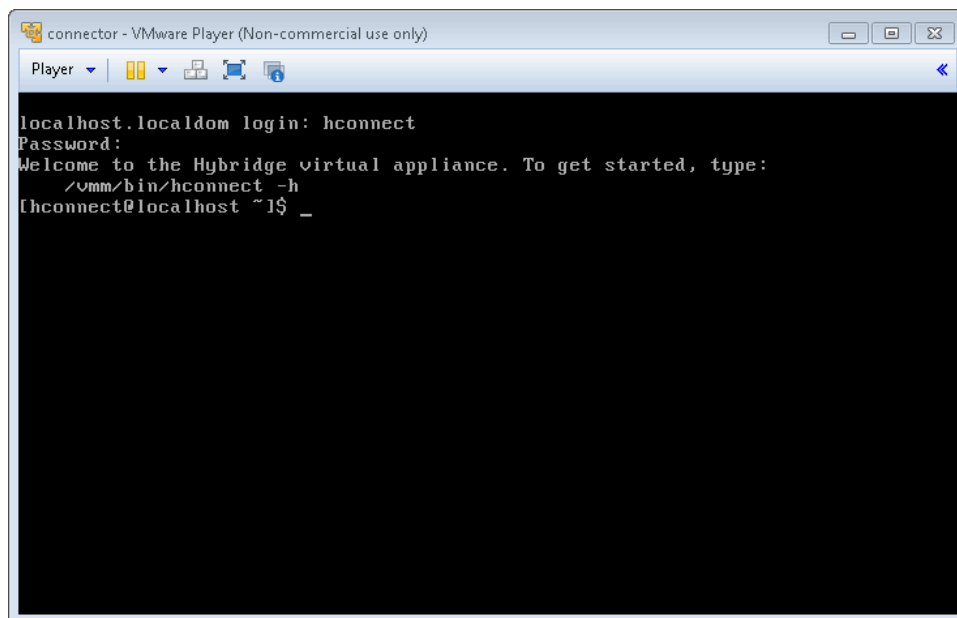 connector - VMware Player (Non-commercial use only)
Player
localhost.localdom login: hconnect
Password:
Welcome to the Hybridge virtual appliance. To get started, type:
    /vmm/bin/hconnect -h
[hconnect@localhost ~]$ _